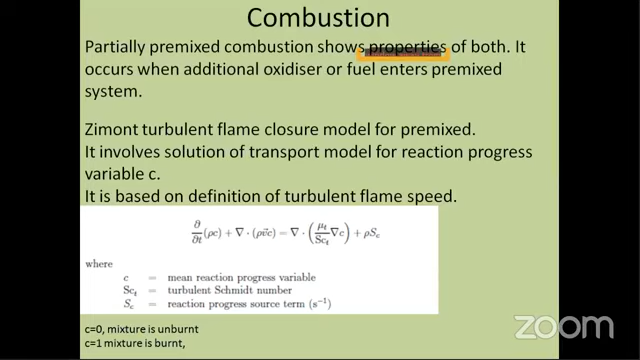 Combustion
Partially premixed combustion shows properties of both. It
occurs when additional oxidiser or fuel enters premixed
system.
Zimont turbulent flame closure model for premixed.
It involves solution of transport model for reaction progress
variable c.
It is based on definition of turbulent flame speed.
∂/∂t (ρc) + ∇ · (ρv⃗c) = ∇ · (μt/Sct ∇c) + ρSc
where
c = mean reaction progress variable
Sct = turbulent Schmidt number
Sc = reaction progress source term (s⁻¹)
c=0, mixture is unburnt
c=1 mixture is burnt,
zoom